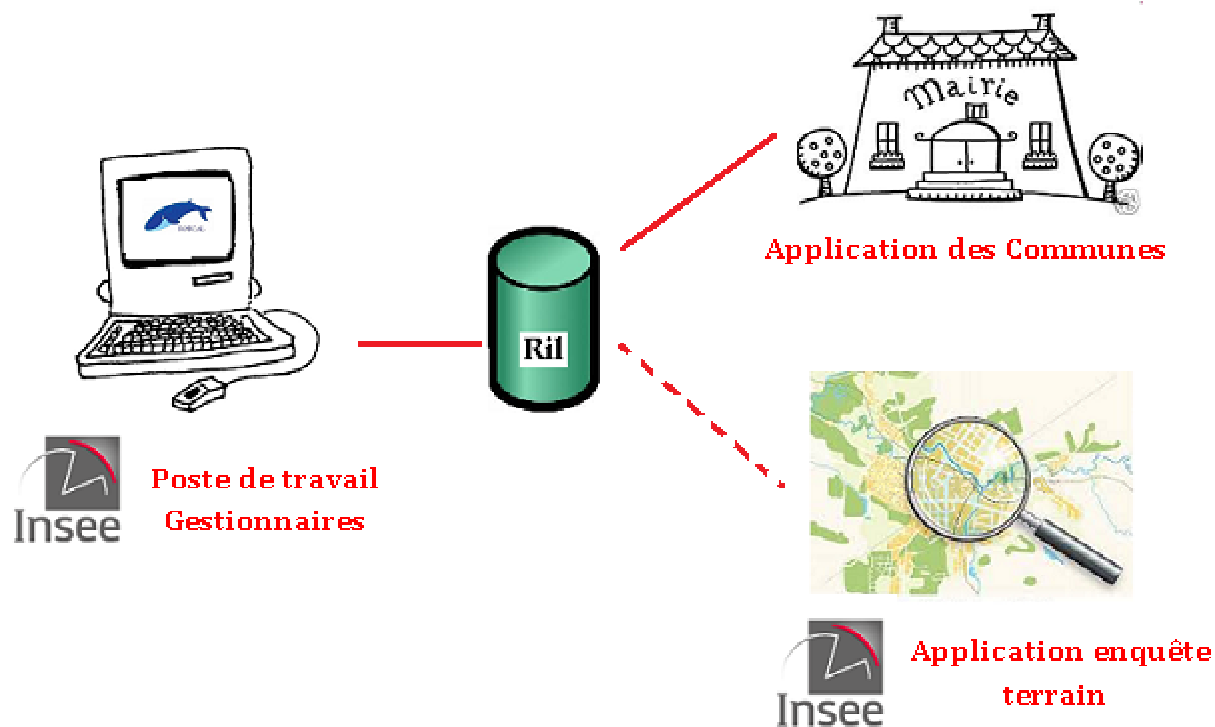 Mairie
Application des Communes
Ril
Insee
Poste de travail
Gestionnaires
Insee
Application enquête
terrain